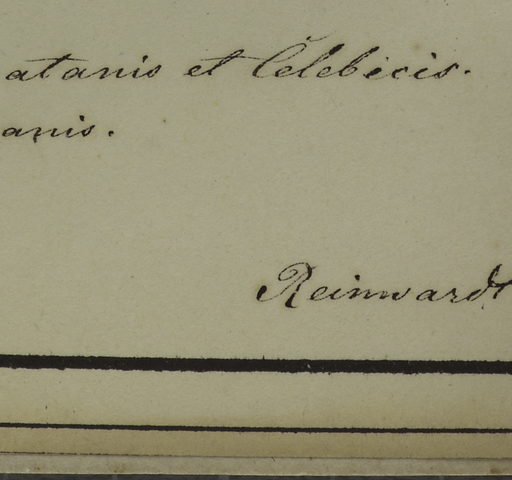 atanis et Celebicis.
anis.
Reinwardt